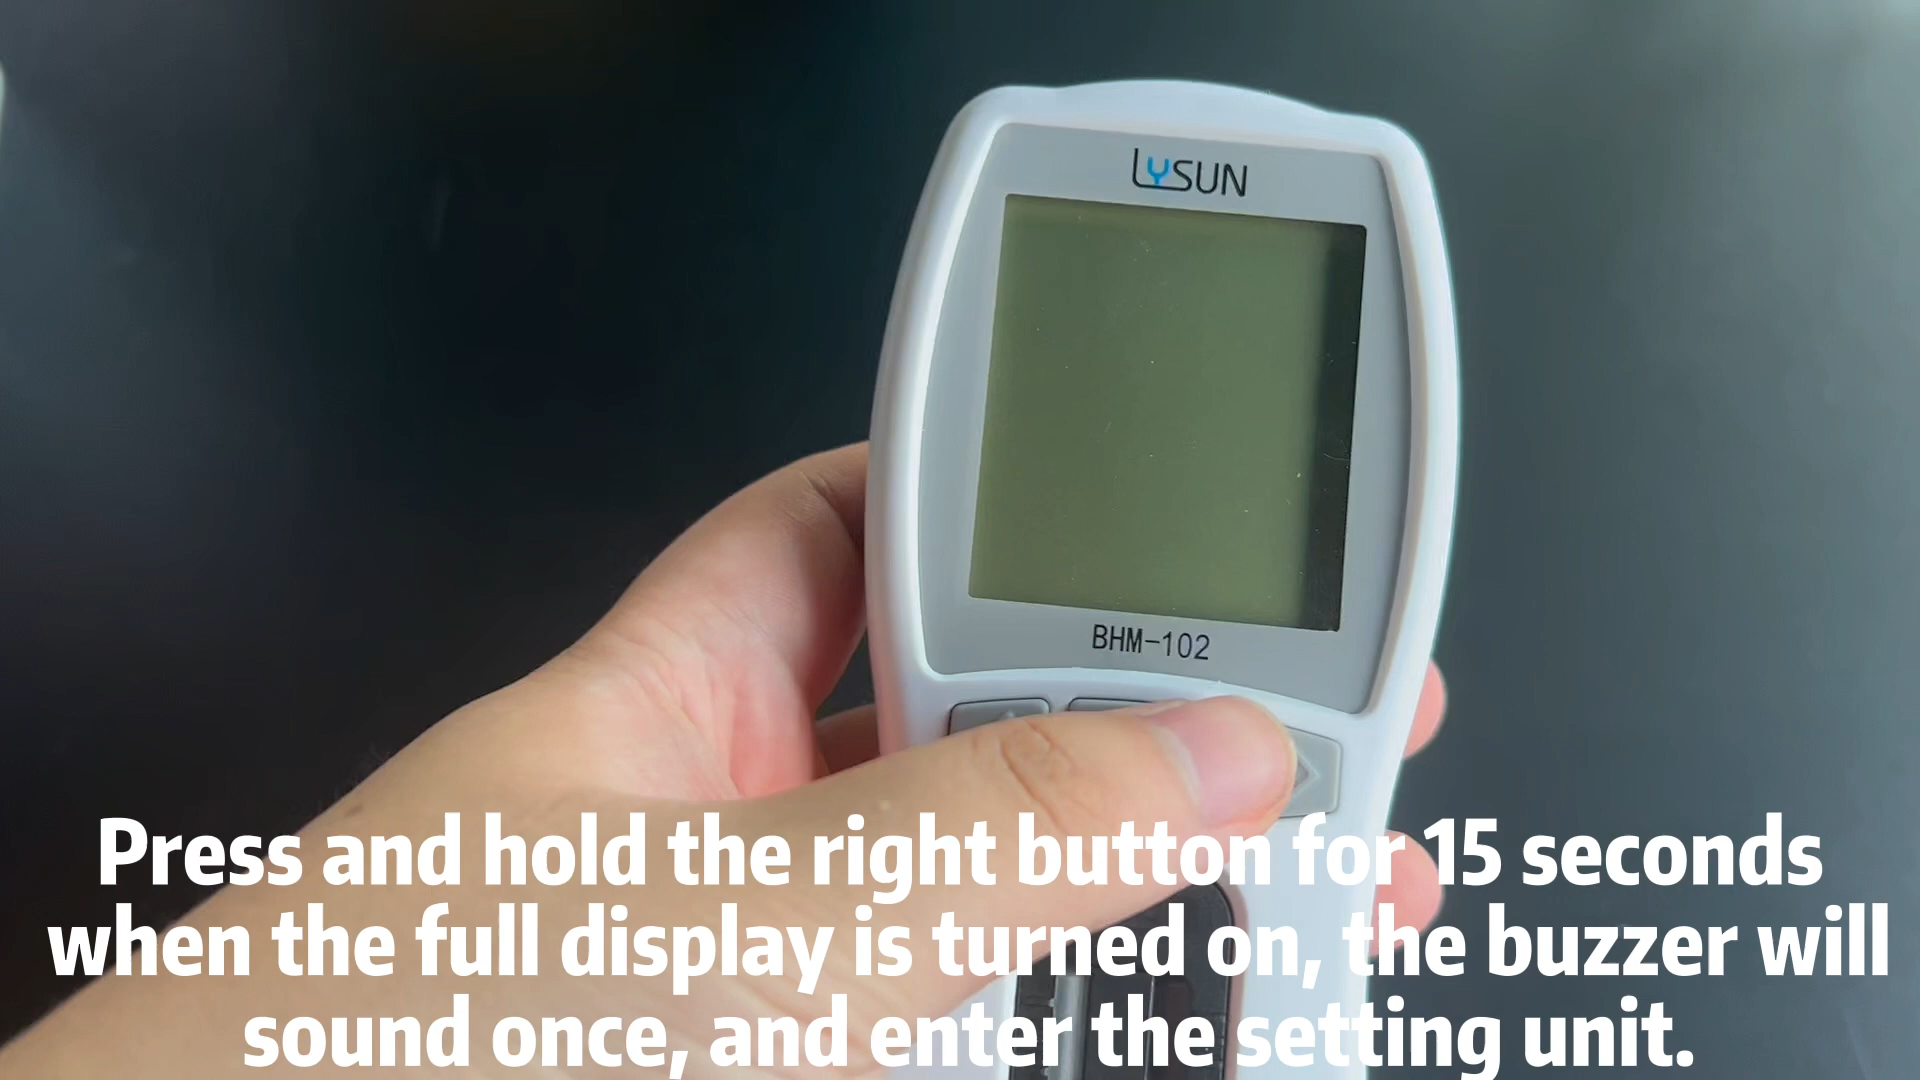 LYSUN
BHM-102
Press and hold the right button for 15 seconds
when the full display is turned on, the buzzer will
sound once, and enter the setting unit.